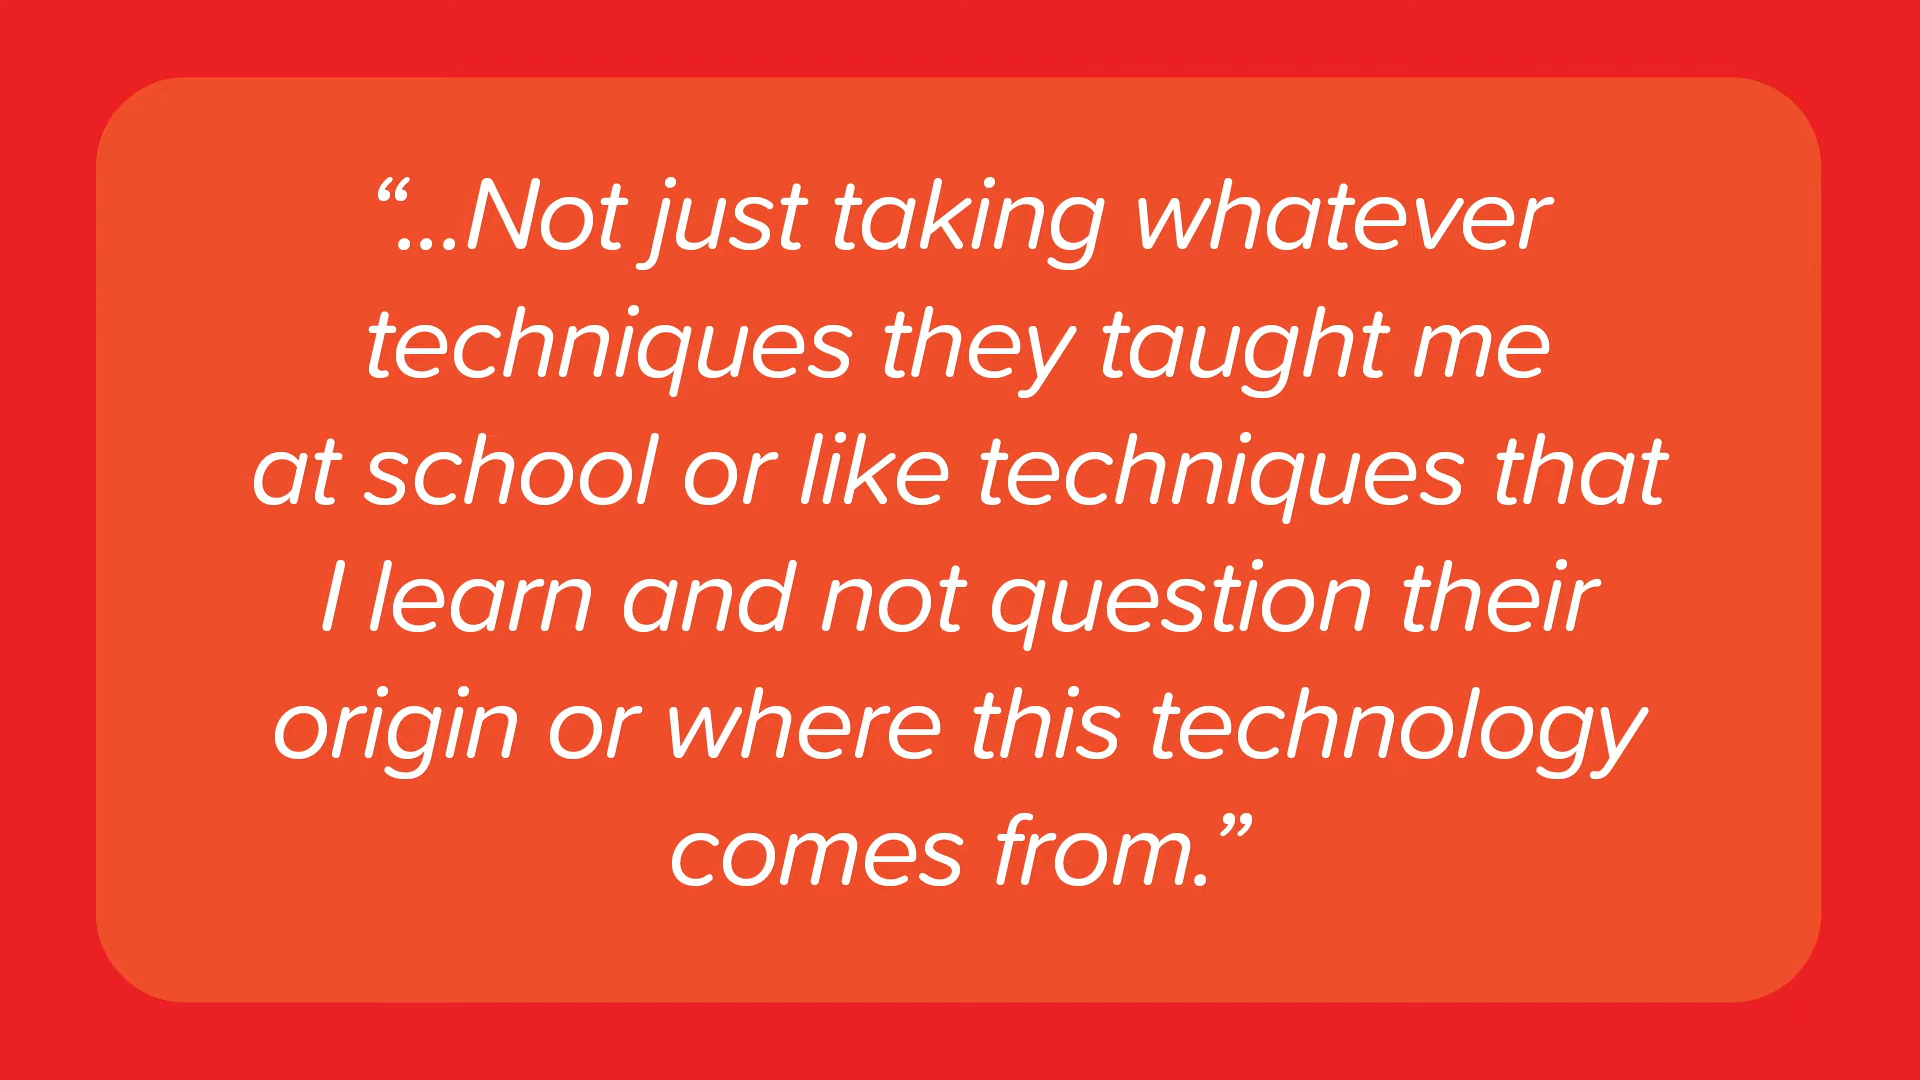 “...Not just taking whatever
techniques they taught me
at school or like techniques that
I learn and not question their
origin or where this technology
comes from.”